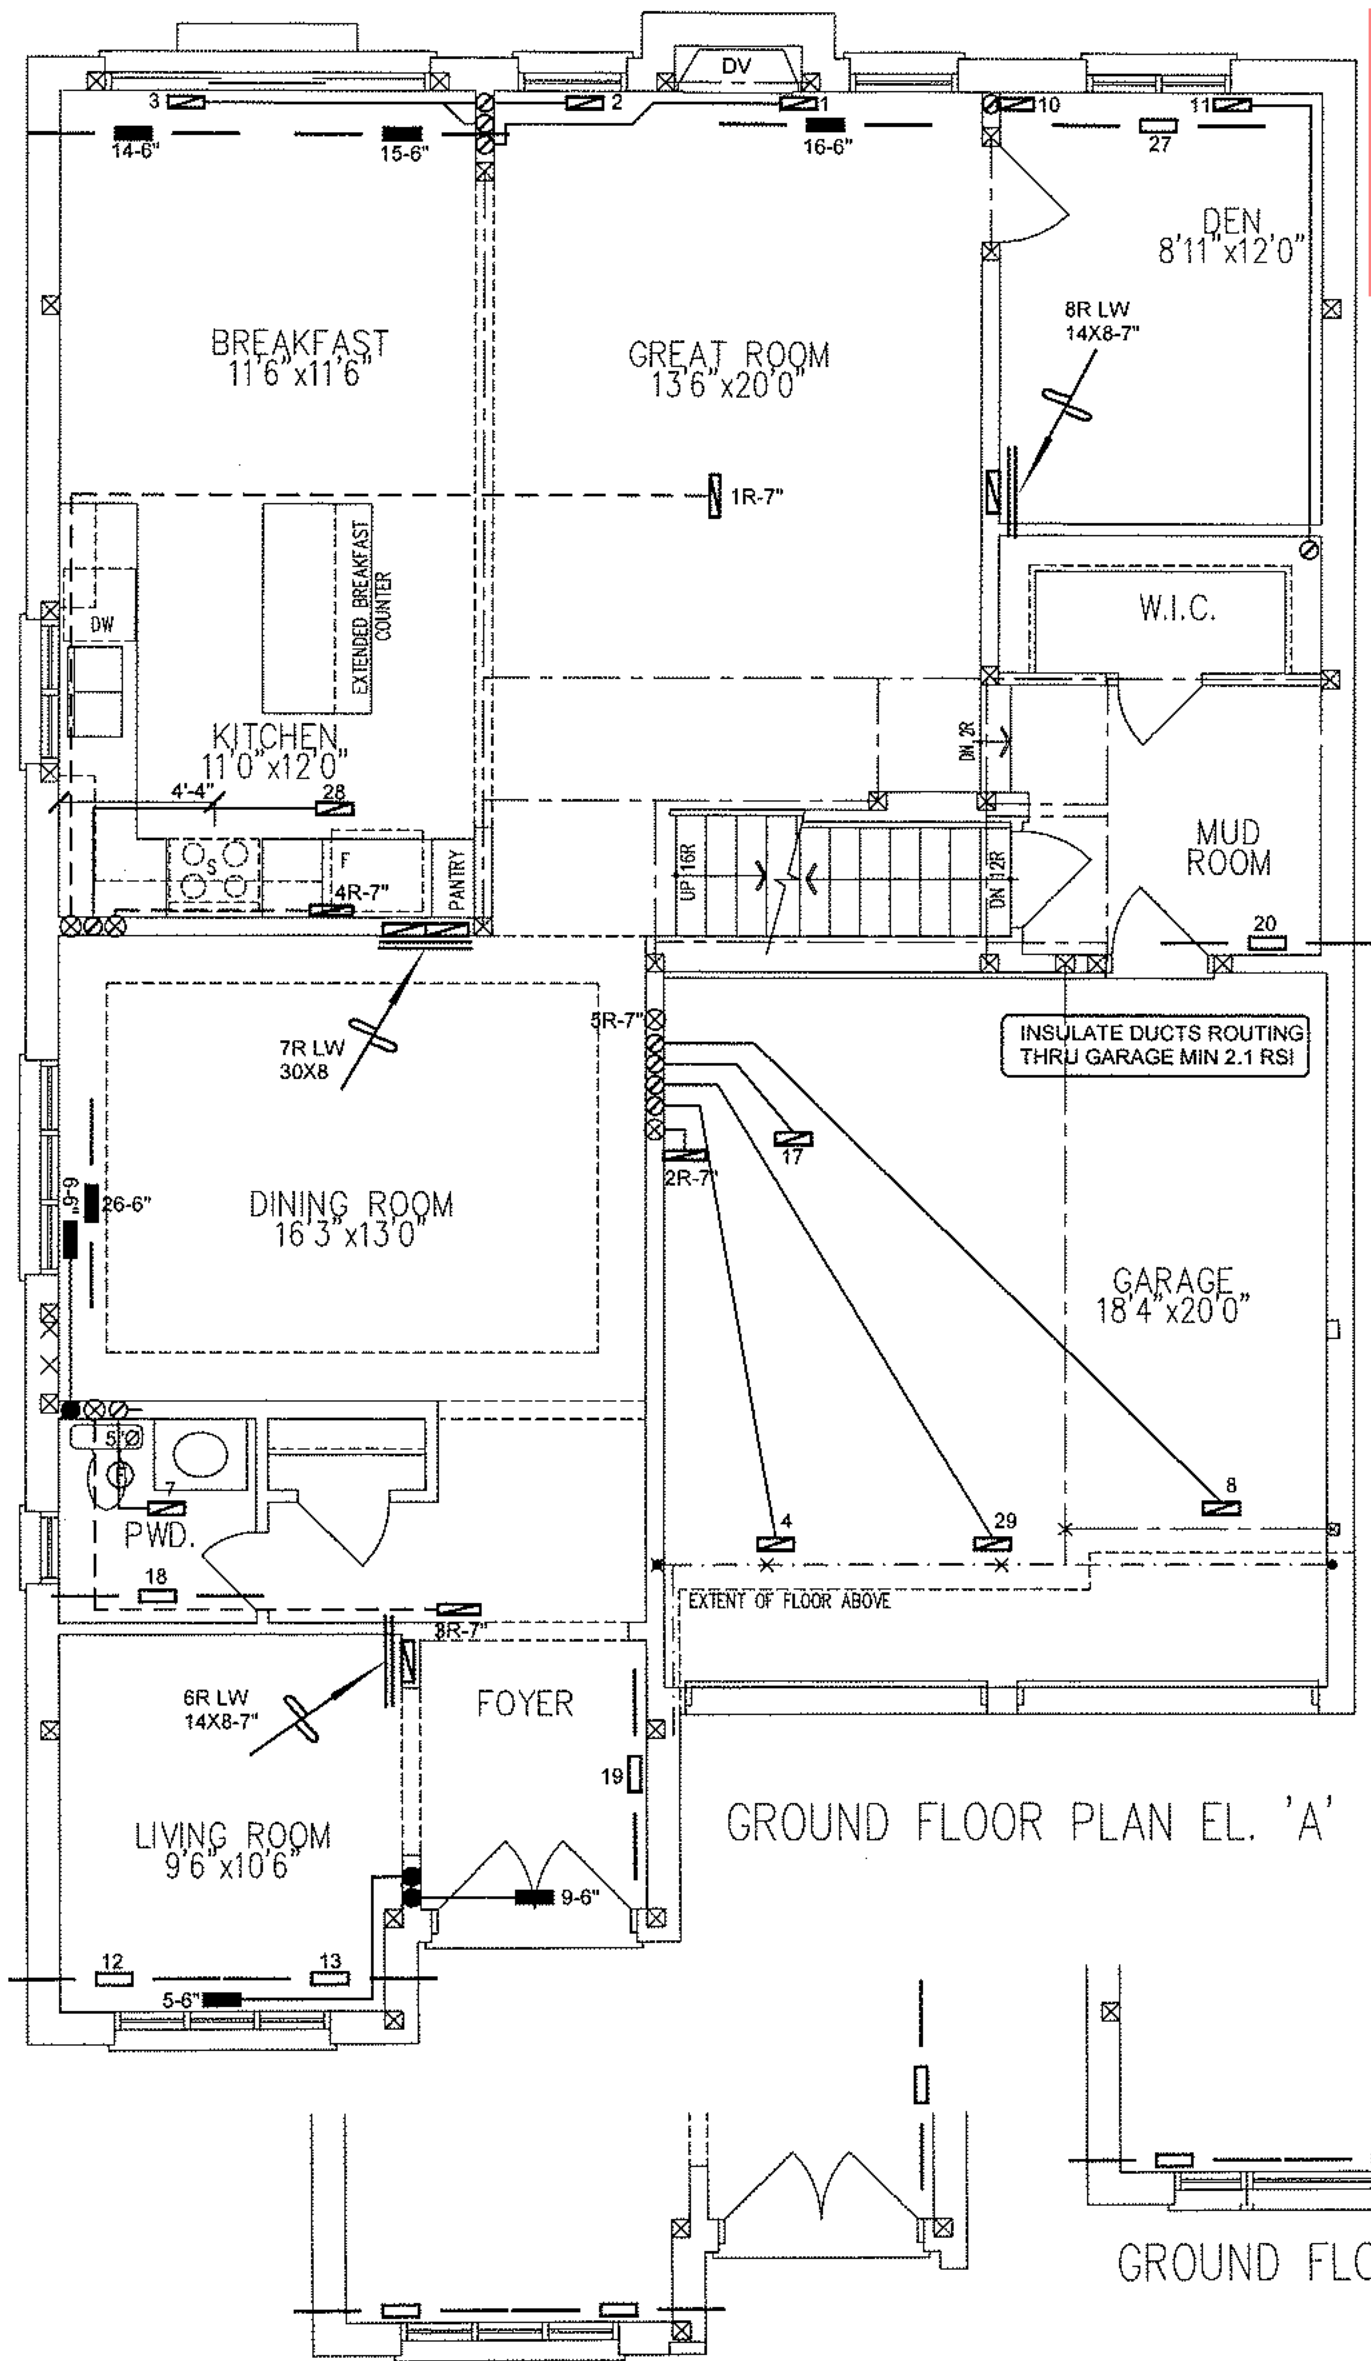 DV
3
2
1
10
11
14-6"
15-6"
16-6"
27
DEN
8'11"x12'0"
8R LW
14X8-7"
BREAKFAST
11'6"x11'6"
GREAT ROOM
13'6"x20'0"
1R-7"
EXTENDED BREAKFAST
COUNTER
DW
W.I.C.
KITCHEN
11'0"x12'0"
4'-4"
28
DN 2R
MUD
ROOM
S
F
PANTRY
4R-7"
UP 16R
DN 12R
20
7R LW
30X8
5R-7"
INSULATE DUCTS ROUTING
THRU GARAGE MIN 2.1 RSI
17
2R-7"
6-6"
26-6"
DINING ROOM
16'3"x13'0"
GARAGE
18'4"x20'0"
5"Ø
F
7
PWD.
8
4
29
18
EXTENT OF FLOOR ABOVE
3R-7"
6R LW
14X8-7"
FOYER
19
GROUND FLOOR PLAN EL. 'A'
LIVING ROOM
9'6"x10'6"
9-6"
12
13
5-6"
GROUND FLO